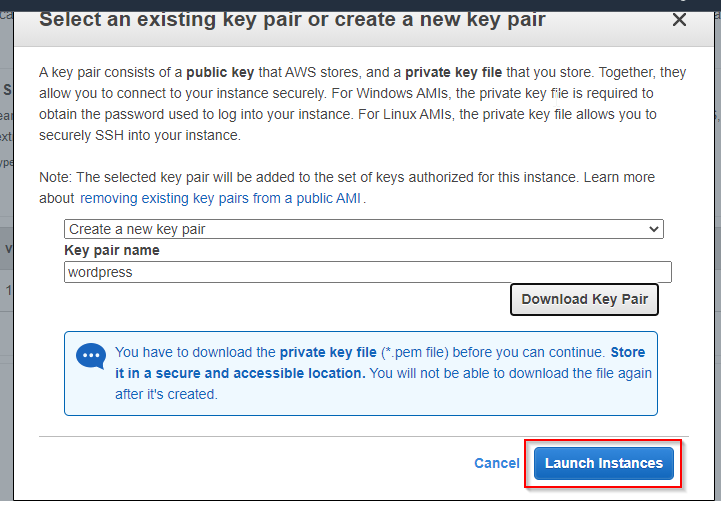 Select an existing key pair or create a new key pair
A key pair consists of a public key that AWS stores, and a private key file that you store. Together, they
allow you to connect to your instance securely. For Windows AMIs, the private key file is required to
obtain the password used to log into your instance. For Linux AMIs, the private key file allows you to
securely SSH into your instance.
Note: The selected key pair will be added to the set of keys authorized for this instance. Learn more
about removing existing key pairs from a public AMI.
Create a new key pair
Key pair name
wordpress
Download Key Pair
You have to download the private key file (*.pem file) before you can continue. Store
it in a secure and accessible location. You will not be able to download the file again
after it's created.
Cancel
Launch Instances